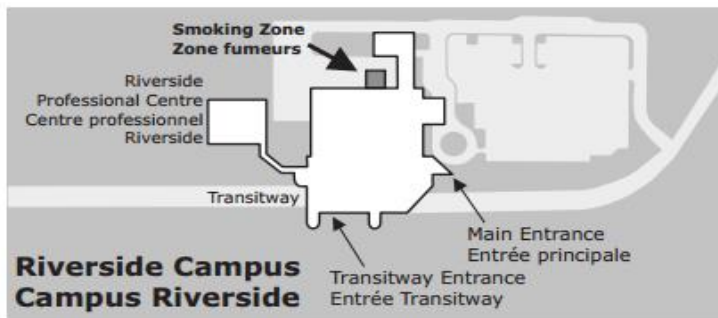 Smoking Zone
Zone fumeurs
Riverside
Professional Centre
Centre professionnel
Riverside
Transitway
Main Entrance
Entrée principale
Riverside Campus
Campus Riverside
Transitway Entrance
Entrée Transitway